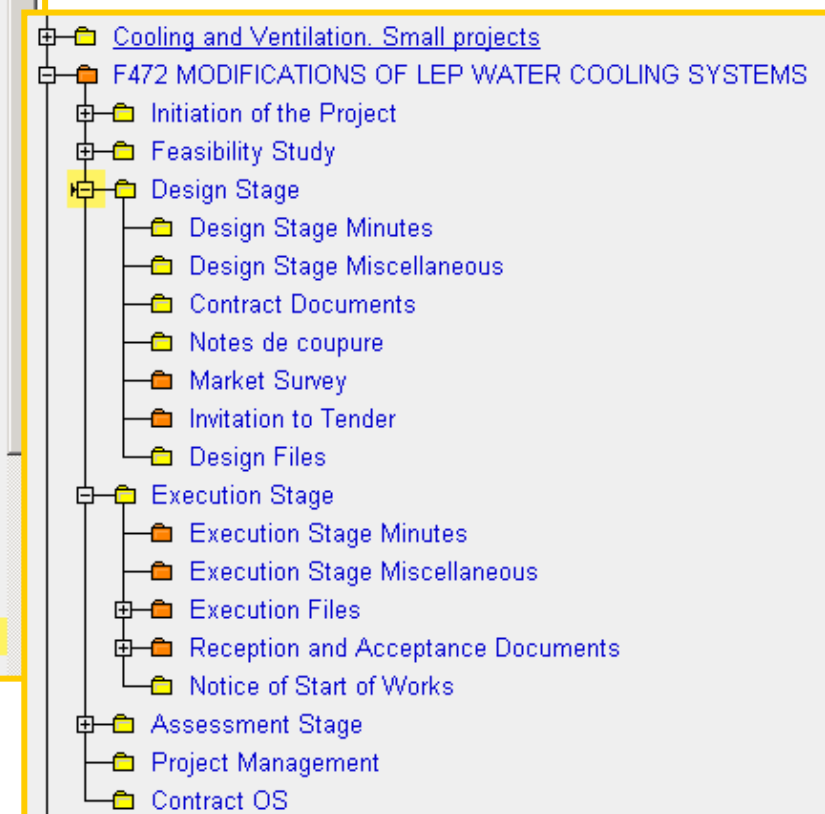 Cooling and Ventilation. Small projects
F472 MODIFICATIONS OF LEP WATER COOLING SYSTEMS
Initiation of the Project
Feasibility Study
Design Stage
Design Stage Minutes
Design Stage Miscellaneous
Contract Documents
Notes de coupure
Market Survey
Invitation to Tender
Design Files
Execution Stage
Execution Stage Minutes
Execution Stage Miscellaneous
Execution Files
Reception and Acceptance Documents
Notice of Start of Works
Assessment Stage
Project Management
Contract OS